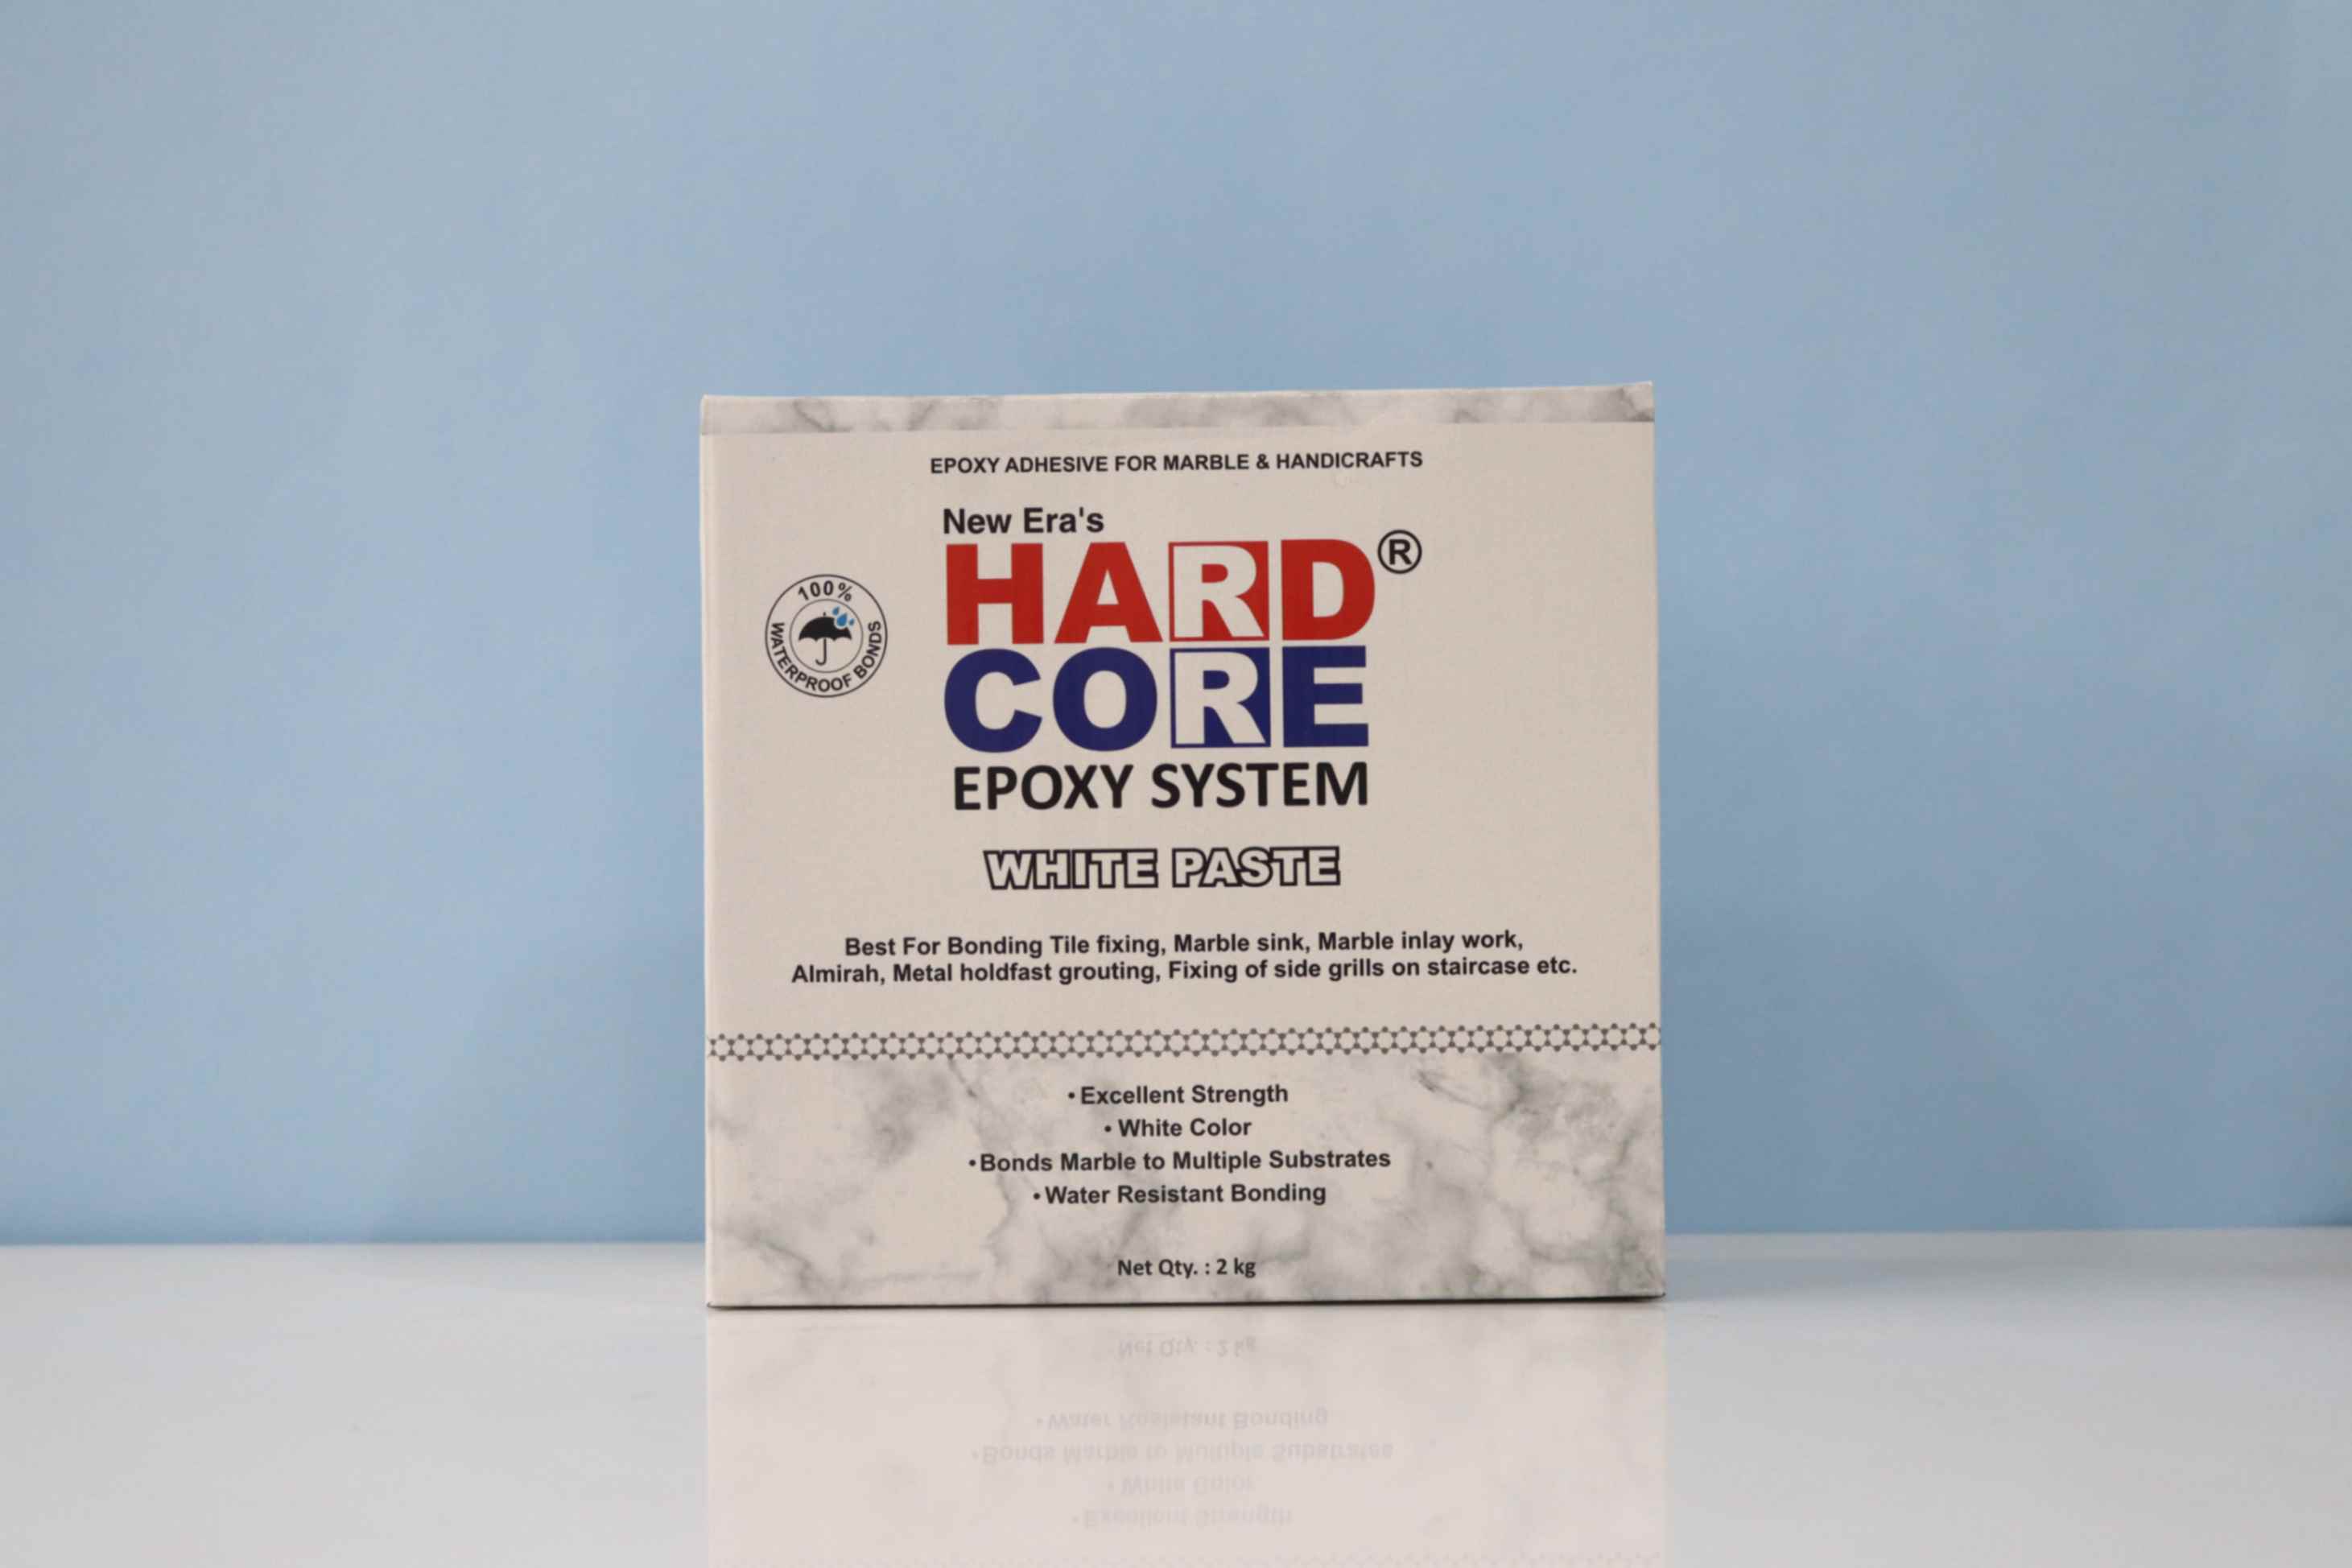 EPOXY ADHESIVE FOR MARBLE & HANDICRAFTS
New Era's
HARD®
CORE
EPOXY SYSTEM
100%
WATERPROOF BONDS
WHITE PASTE
Best For Bonding Tile fixing, Marble sink, Marble inlay work,
Almirah, Metal holdfast grouting, Fixing of side grills on staircase etc.
• Excellent Strength
• White Color
• Bonds Marble to Multiple Substrates
• Water Resistant Bonding
Net Qty. : 2 kg